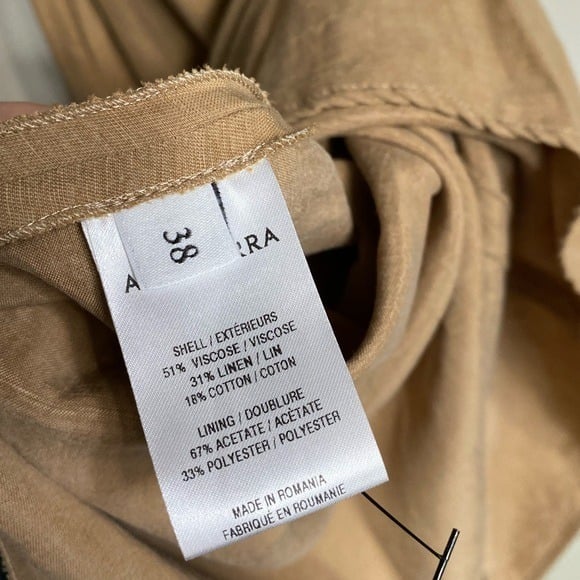 38
SHELL / EXTÉRIEURS
51% VISCOSE / VISCOSE
31% LINEN / LIN
18% COTTON / COTON
LINING / DOUBLURE
67% ACETATE / ACÉTATE
33% POLYESTER / POLYESTER
MADE IN ROMANIA
FABRIQUÉ EN ROUMANIE